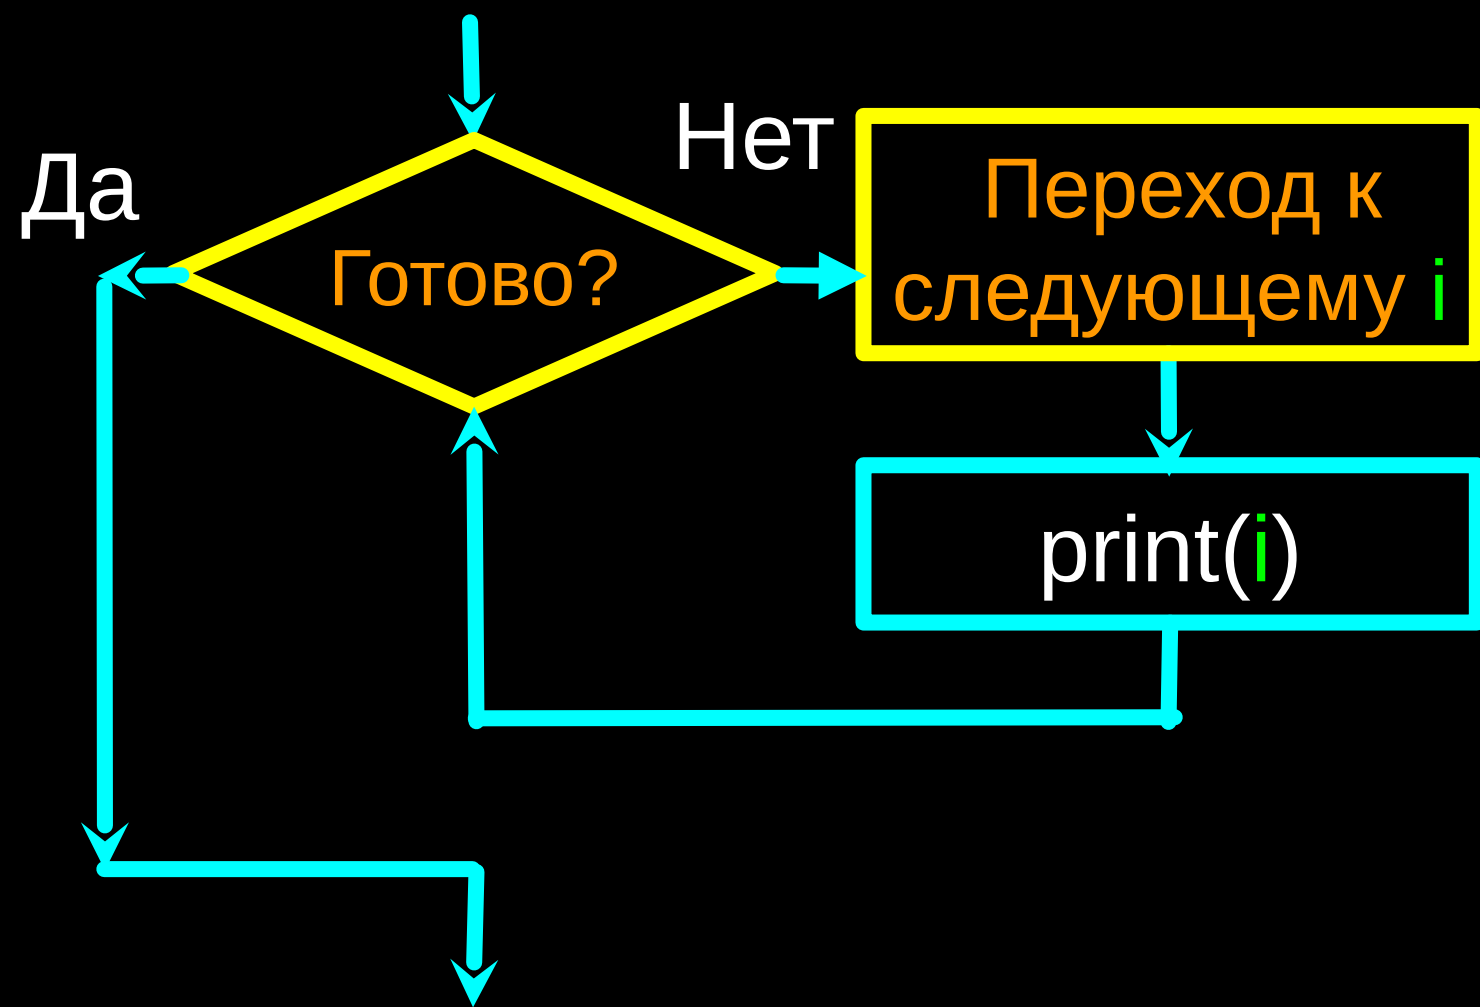 Да
Готово?
Нет
Переход к
следующему i
print(i)